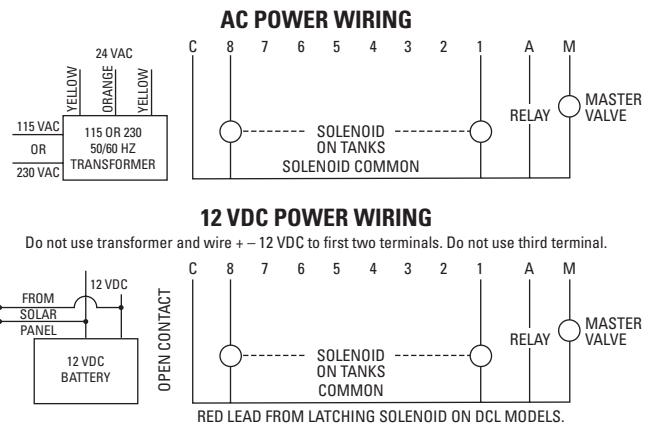 AC POWER WIRING
24 VAC
YELLOW
ORANGE
YELLOW
115 VAC
OR
230 VAC
115 OR 230
50/60 HZ
TRANSFORMER
C 8 7 6 5 4 3 2 1 A M
SOLENOID
ON TANKS
SOLENOID COMMON
RELAY
MASTER
VALVE
12 VDC POWER WIRING
Do not use transformer and wire + – 12 VDC to first two terminals. Do not use third terminal.
12 VDC
FROM
SOLAR
PANEL
12 VDC
BATTERY
OPEN CONTACT
C 8 7 6 5 4 3 2 1 A M
SOLENOID
ON TANKS
COMMON
RELAY
MASTER
VALVE
RED LEAD FROM LATCHING SOLENOID ON DCL MODELS.